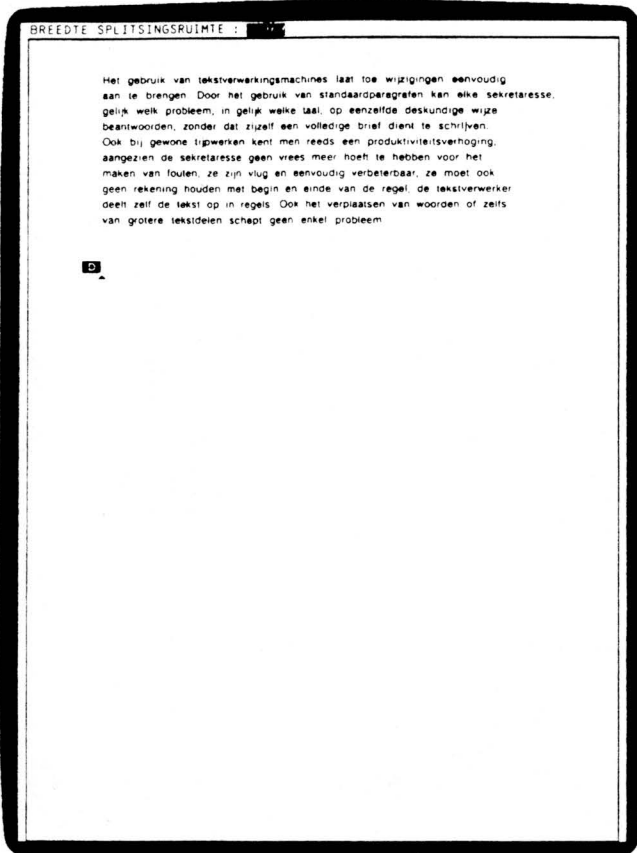 BREEDTE SPLITSINGSRUIMTE :
Het gebruik van tekstverwerkingsmachines laat toe wijzigingen eenvoudig
aan te brengen. Door het gebruik van standaardparagrafen kan elke sekretaresse,
gelijk welk probleem, in gelijk welke taal, op eenzelfde deskundige wijze
beantwoorden, zonder dat zijzelf een volledige brief dient te schrijven.
Ook bij gewone tipwerken kent men reeds een produktiviteitsverhoging,
aangezien de sekretaresse geen vrees meer hoeft te hebben voor het
maken van fouten, ze zijn vlug en eenvoudig verbeterbaar, ze moet ook
geen rekening houden met begin en einde van de regel, de tekstverwerker
deelt zelf de tekst op in regels. Ook het verplaatsen van woorden of zelfs
van grotere tekstdelen schept geen enkel probleem
D